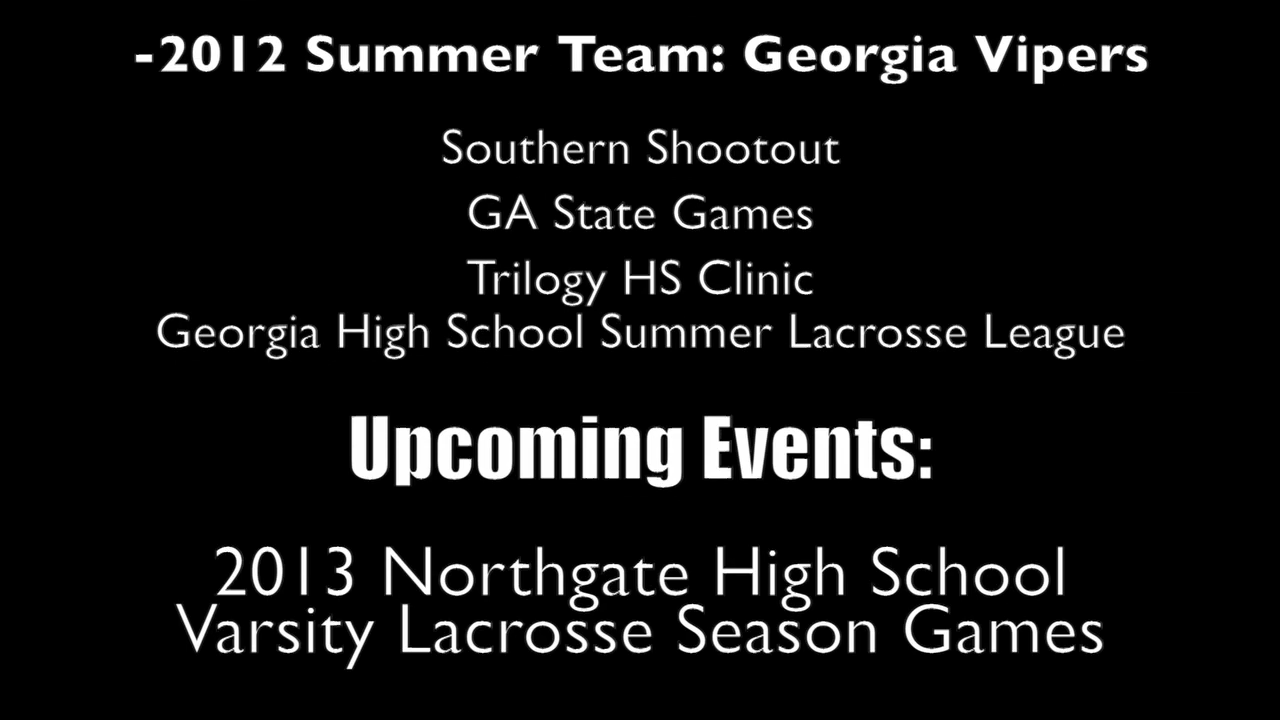 -2012 Summer Team: Georgia Vipers
Southern Shootout
GA State Games
Trilogy HS Clinic
Georgia High School Summer Lacrosse League
Upcoming Events:
2013 Northgate High School
Varsity Lacrosse Season Games